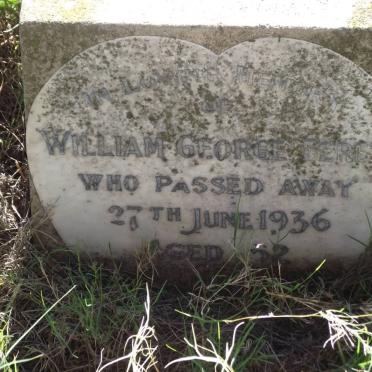 IN LOVING MEMORY
OF
WILLIAM GEORGE
WHO PASSED AWAY
27TH JUNE 1936
AGED